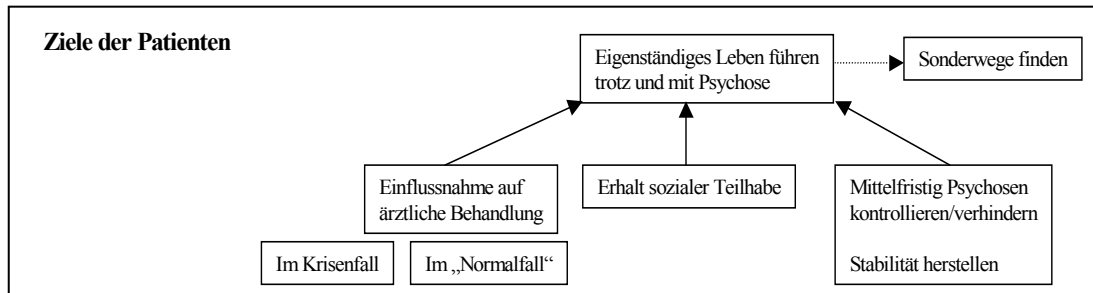 Ziele der Patienten
Eigenständiges Leben führen
trotz und mit Psychose
Sonderwege finden
Einflussnahme auf
ärztliche Behandlung
Erhalt sozialer Teilhabe
Mittelfristig Psychosen
kontrollieren/verhindern
Stabilität herstellen
Im Krisenfall
Im „Normalfall“